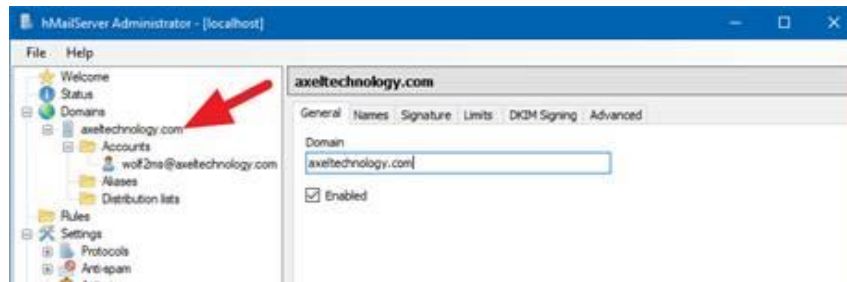 hMailServer Administrator - [localhost]
File Help
Welcome
Status
Domains
axeltechnology.com
Accounts
wolf2ms@axeltechnology.com
Aliases
Distribution lists
Rules
Settings
Protocols
Anti-spam
axeltechnology.com
General Names Signature Limits DKIM Signing Advanced
Domain
axeltechnology.com
Enabled